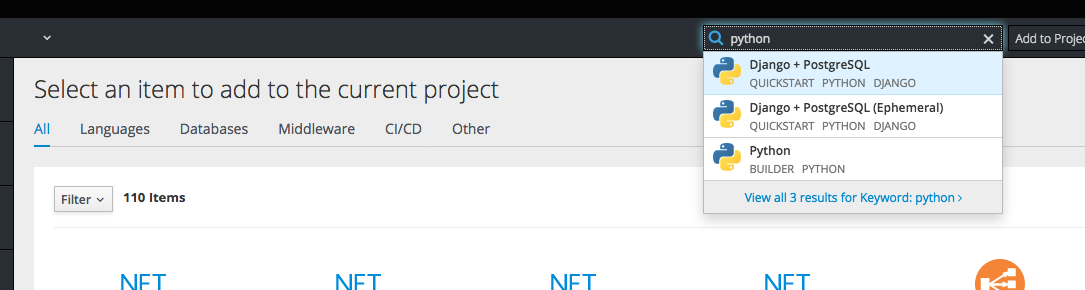 python
Add to Projec
Django + PostgreSQL
QUICKSTART PYTHON DJANGO
Django + PostgreSQL (Ephemeral)
QUICKSTART PYTHON DJANGO
Python
BUILDER PYTHON
View all 3 results for Keyword: python ›
Select an item to add to the current project
All Languages Databases Middleware CI/CD Other
Filter 110 Items
.NET .NET .NET .NET